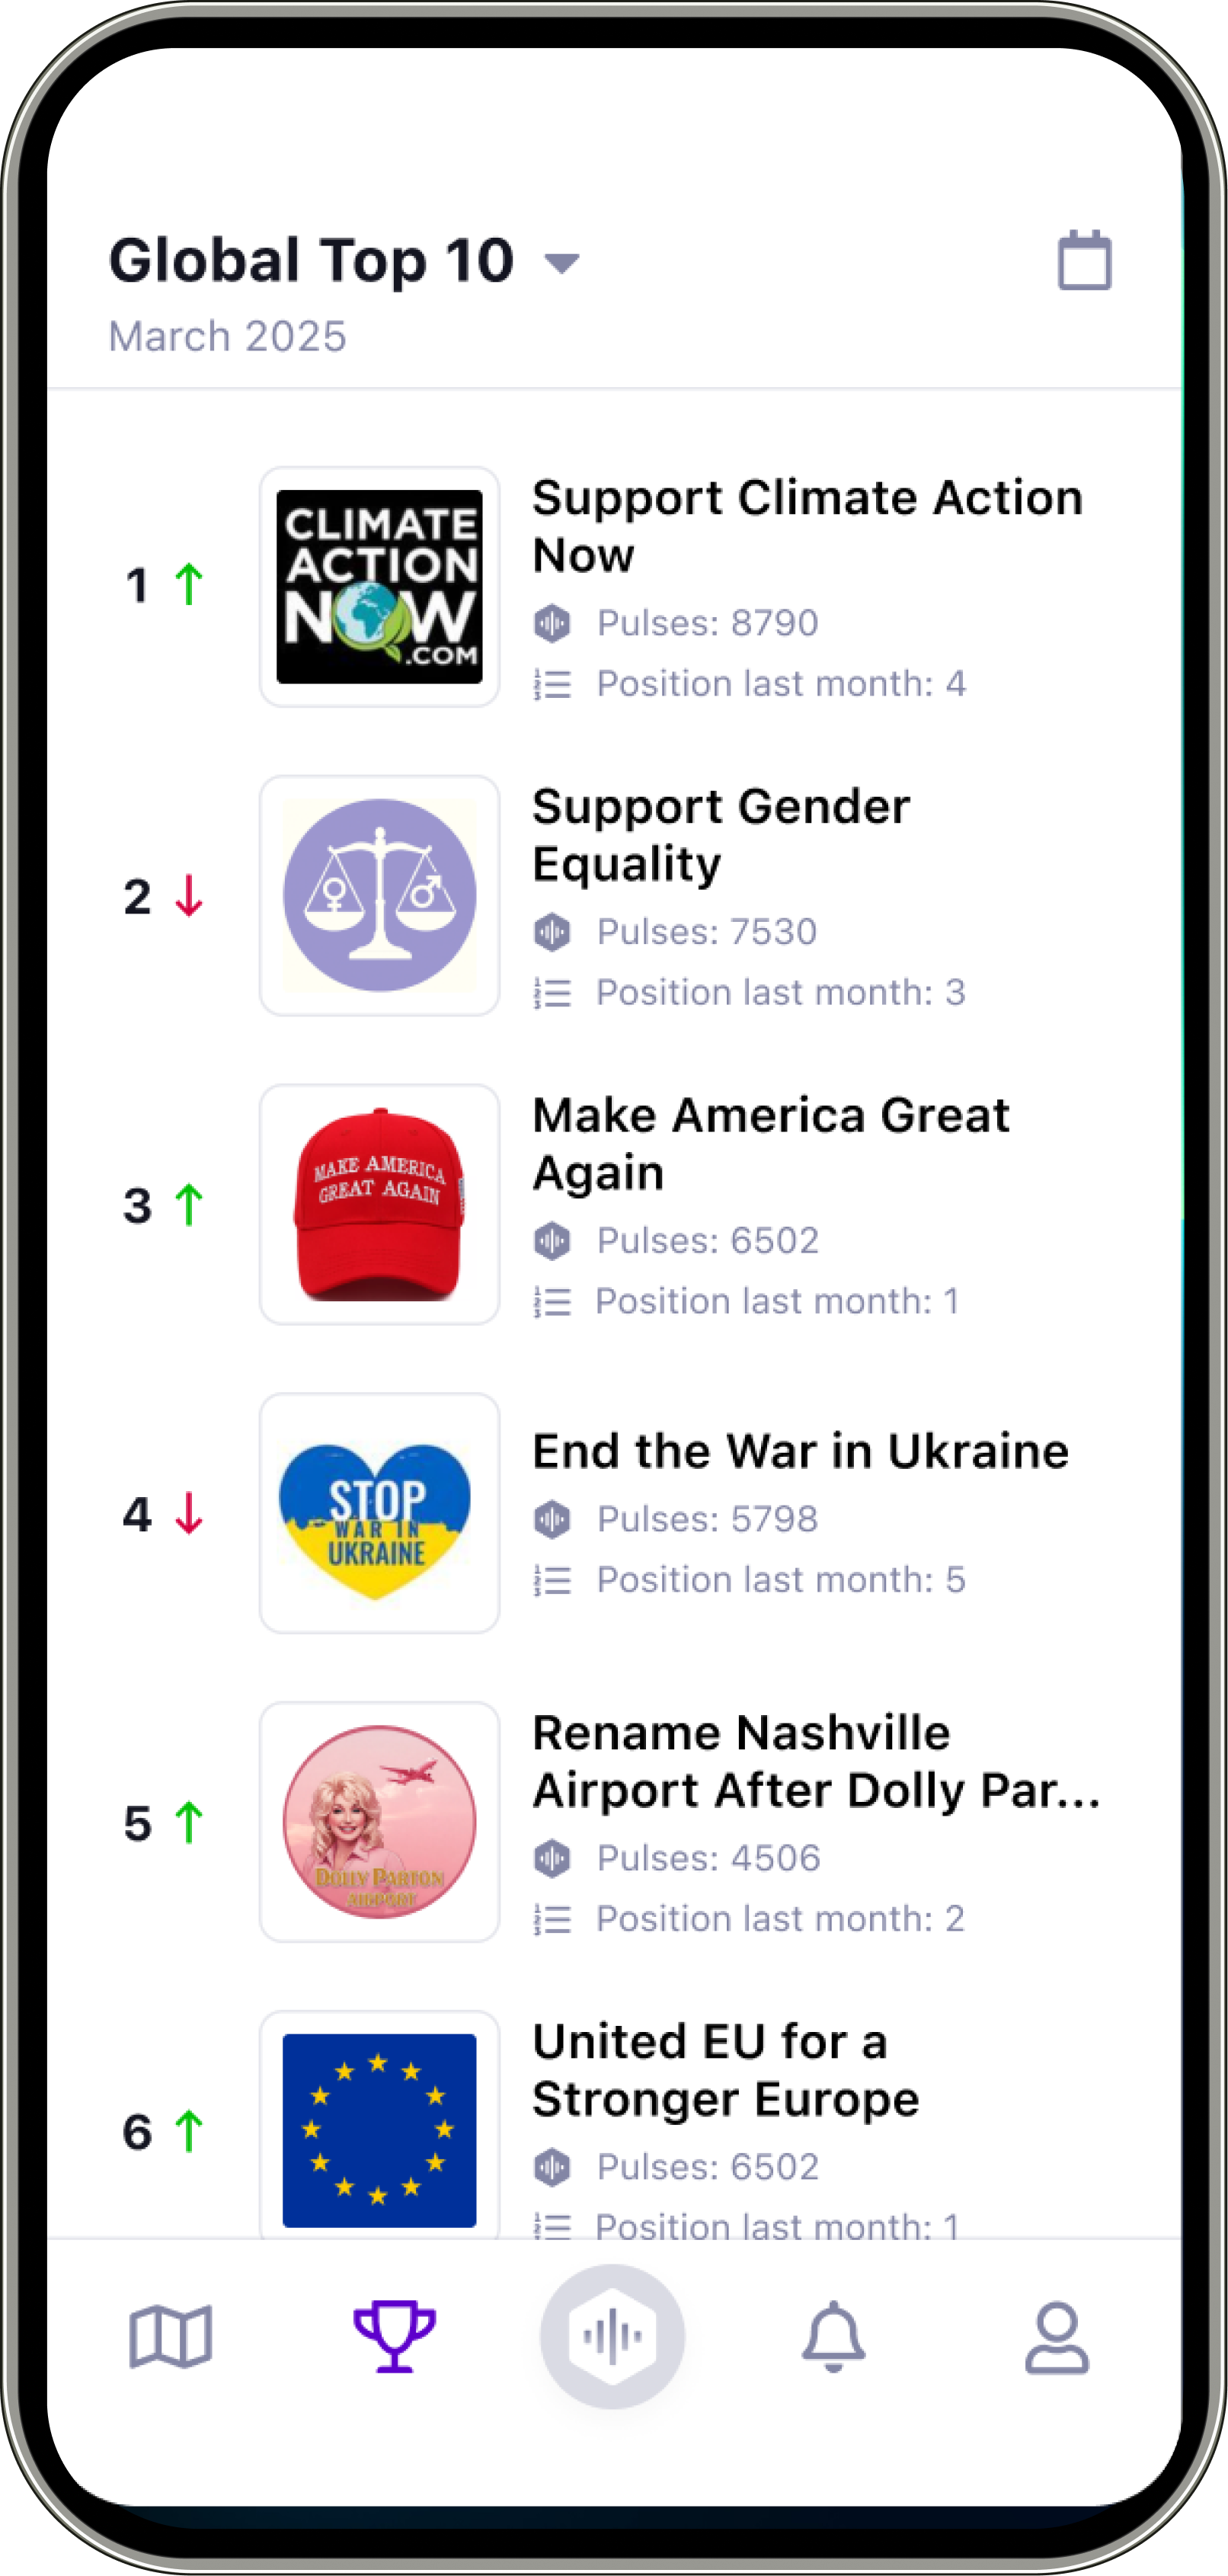 Global Top 10
March 2025
1
CLIMATE
ACTION
NOW
.COM
Support Climate Action
Now
Pulses: 8790
Position last month: 4
2
Support Gender
Equality
Pulses: 7530
Position last month: 3
3
MAKE AMERICA
GREAT AGAIN
Make America Great
Again
Pulses: 6502
Position last month: 1
4
STOP
WAR IN
UKRAINE
End the War in Ukraine
Pulses: 5798
Position last month: 5
5
DOLLY PARTON
AIRPORT
Rename Nashville
Airport After Dolly Par...
Pulses: 4506
Position last month: 2
6
United EU for a
Stronger Europe
Pulses: 6502
Position last month: 1